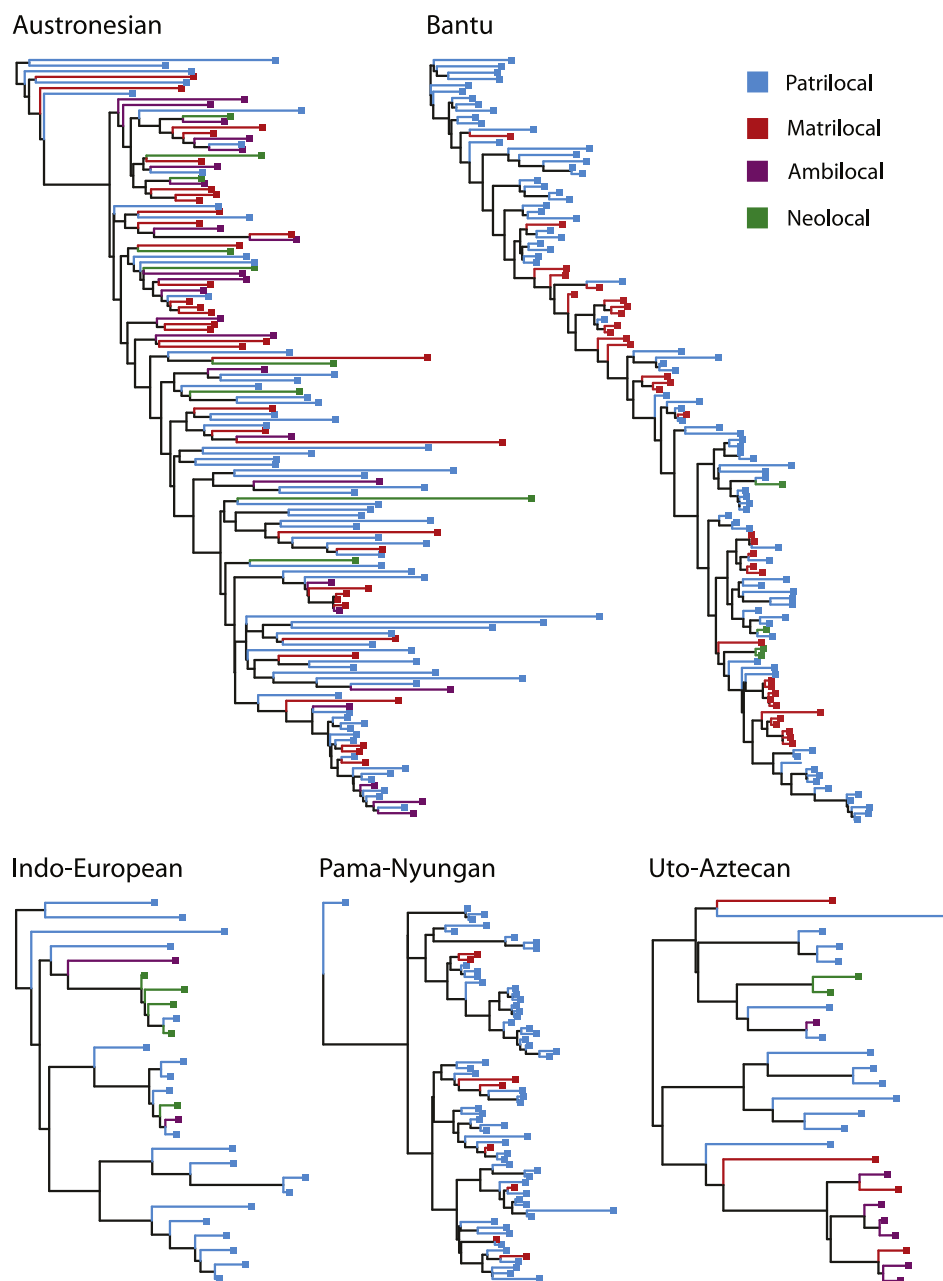 Austronesian
Bantu
Patrilocal
Matrilocal
Ambilocal
Neolocal
Indo-European
Pama-Nyungan
Uto-Aztecan